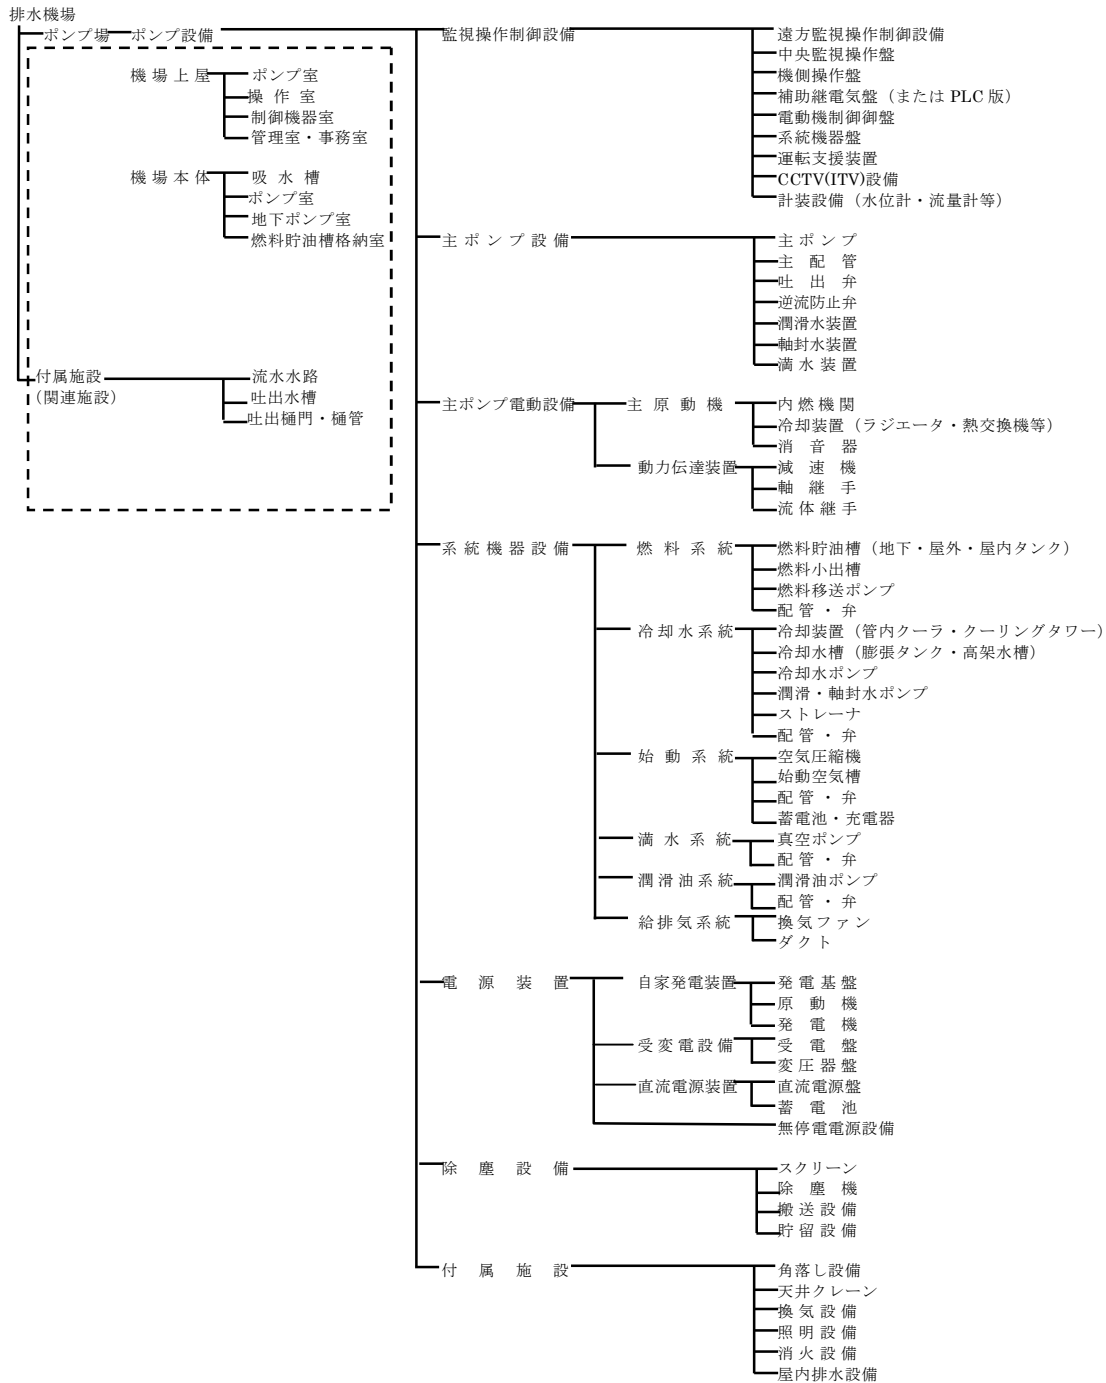 排水機場
ポンプ場 ポンプ設備
機場上屋 ポンプ室
操作室
制御機器室
管理室・事務室
機場本体 吸水槽
ポンプ室
地下ポンプ室
燃料貯油槽格納室
付属施設 流水水路
(関連施設) 吐出水槽
吐出樋門・樋管
監視操作制御設備 遠方監視操作制御設備
中央監視操作盤
機側操作盤
補助継電気盤（または PLC 版）
電動機制御御盤
系統機器盤
運転支援装置
CCTV(ITV)設備
計装設備（水位計・流量計等）
主ポンプ設備 主ポンプ
主配管
吐出弁
逆流防止弁
潤滑水装置
軸封水装置
満水装置
主ポンプ電動設備 主原動機 内燃機関
冷却装置（ラジエータ・熱交換機等）
消音器
動力伝達装置 減速機
軸継手
流体継手
系統機器設備 燃料系統 燃料貯油槽（地下・屋外・屋内タンク）
燃料小出槽
燃料移送ポンプ
配管・弁
冷却水系統 冷却装置（管内クーラ・クーリングタワー）
冷却水槽（膨張タンク・高架水槽）
冷却水ポンプ
潤滑・軸封水ポンプ
ストレーナ
配管・弁
始動系統 空気圧縮機
始動空気槽
配管・弁
蓄電池・充電器
満水系統 真空ポンプ
配管・弁
潤滑油系統 潤滑油ポンプ
配管・弁
給排気系統 換気ファン
ダクト
電源装置 自家発電装置 発電基盤
原動機
発電機
受変電設備 受電盤
変圧器盤
直流電源装置 直流電源盤
蓄電池
無停電電源設備
除塵設備 スクリーン
除塵機
搬送設備
貯留設備
付属施設 角落し設備
天井クレーン
換気設備
照明設備
消火設備
屋内排水設備